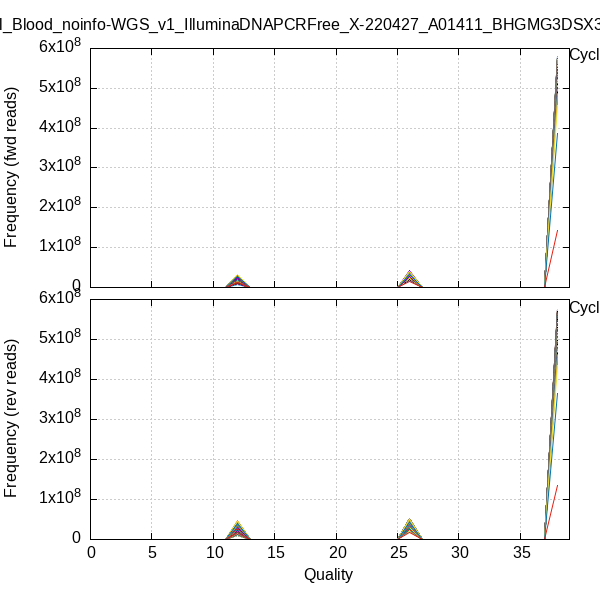 l_Blood_noinfo-WGS_v1_IlluminaDNAPCRFree_X-220427_A01411_BHGMG3DSX3
Cycl
6x10⁸
5x10⁸
4x10⁸
3x10⁸
2x10⁸
1x10⁸
0
Frequency (fwd reads)
Cycl
6x10⁸
5x10⁸
4x10⁸
3x10⁸
2x10⁸
1x10⁸
0
Frequency (rev reads)
0 5 10 15 20 25 30 35
Quality